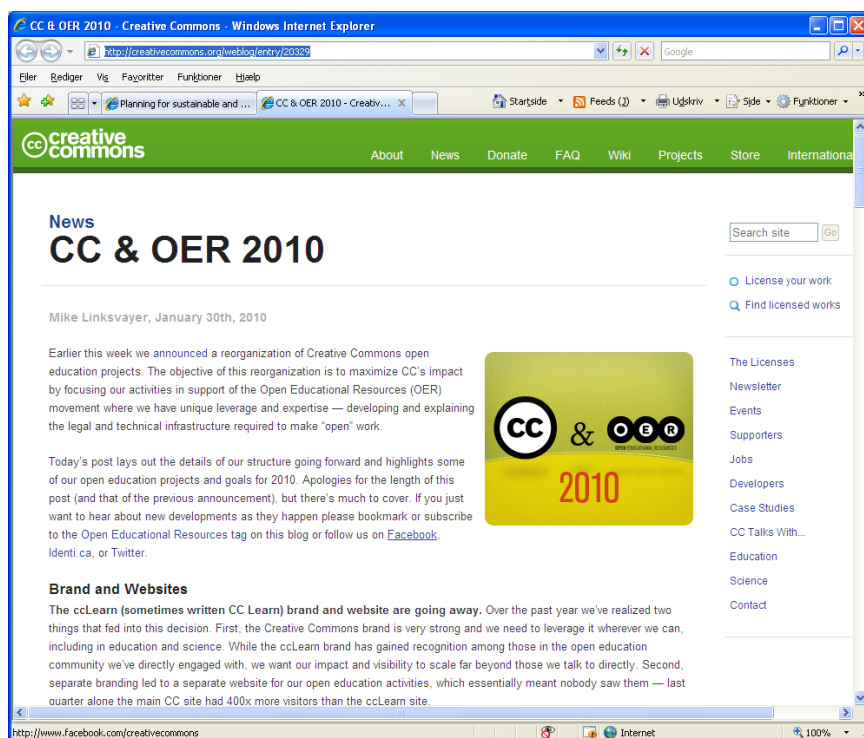 CC & OER 2010 - Creative Commons - Windows Internet Explorer
http://creativecommons.org/weblog/entry/20329
Google
Filer Rediger Vis Favoritter Funktioner Hjælp
Planning for sustainable and ... CC & OER 2010 - Creativ... X Startside Feeds (J) Udskriv Side Funktioner »
cc creative commons
About News Donate FAQ Wiki Projects Store Internationa
News
CC & OER 2010
Mike Linksvayer, January 30th, 2010
Earlier this week we announced a reorganization of Creative Commons open
education projects. The objective of this reorganization is to maximize CC's impact
by focusing our activities in support of the Open Educational Resources (OER)
movement where we have unique leverage and expertise — developing and explaining
the legal and technical infrastructure required to make "open" work.
Today's post lays out the details of our structure going forward and highlights some
of our open education projects and goals for 2010. Apologies for the length of this
post (and that of the previous announcement), but there's much to cover. If you just
want to hear about new developments as they happen please bookmark or subscribe
to the Open Educational Resources tag on this blog or follow us on Facebook,
Identi.ca, or Twitter.
CC & OER
OPEN EDUCATIONAL RESOURCES
2010
Brand and Websites
The ccLearn (sometimes written CC Learn) brand and website are going away. Over the past year we've realized two
things that fed into this decision. First, the Creative Commons brand is very strong and we need to leverage it wherever we can,
including in education and science. While the ccLearn brand has gained recognition among those in the open education
community we've directly engaged with, we want our impact and visibility to scale far beyond those we talk to directly. Second,
separate branding led to a separate website for our open education activities, which essentially meant nobody saw them — last
quarter alone the main CC site had 400x more visitors than the ccLearn site.
Search site Go
License your work
Find licensed works
The Licenses
Newsletter
Events
Supporters
Jobs
Developers
Case Studies
CC Talks With...
Education
Science
Contact
http://www.facebook.com/creativecommons Internet 100%